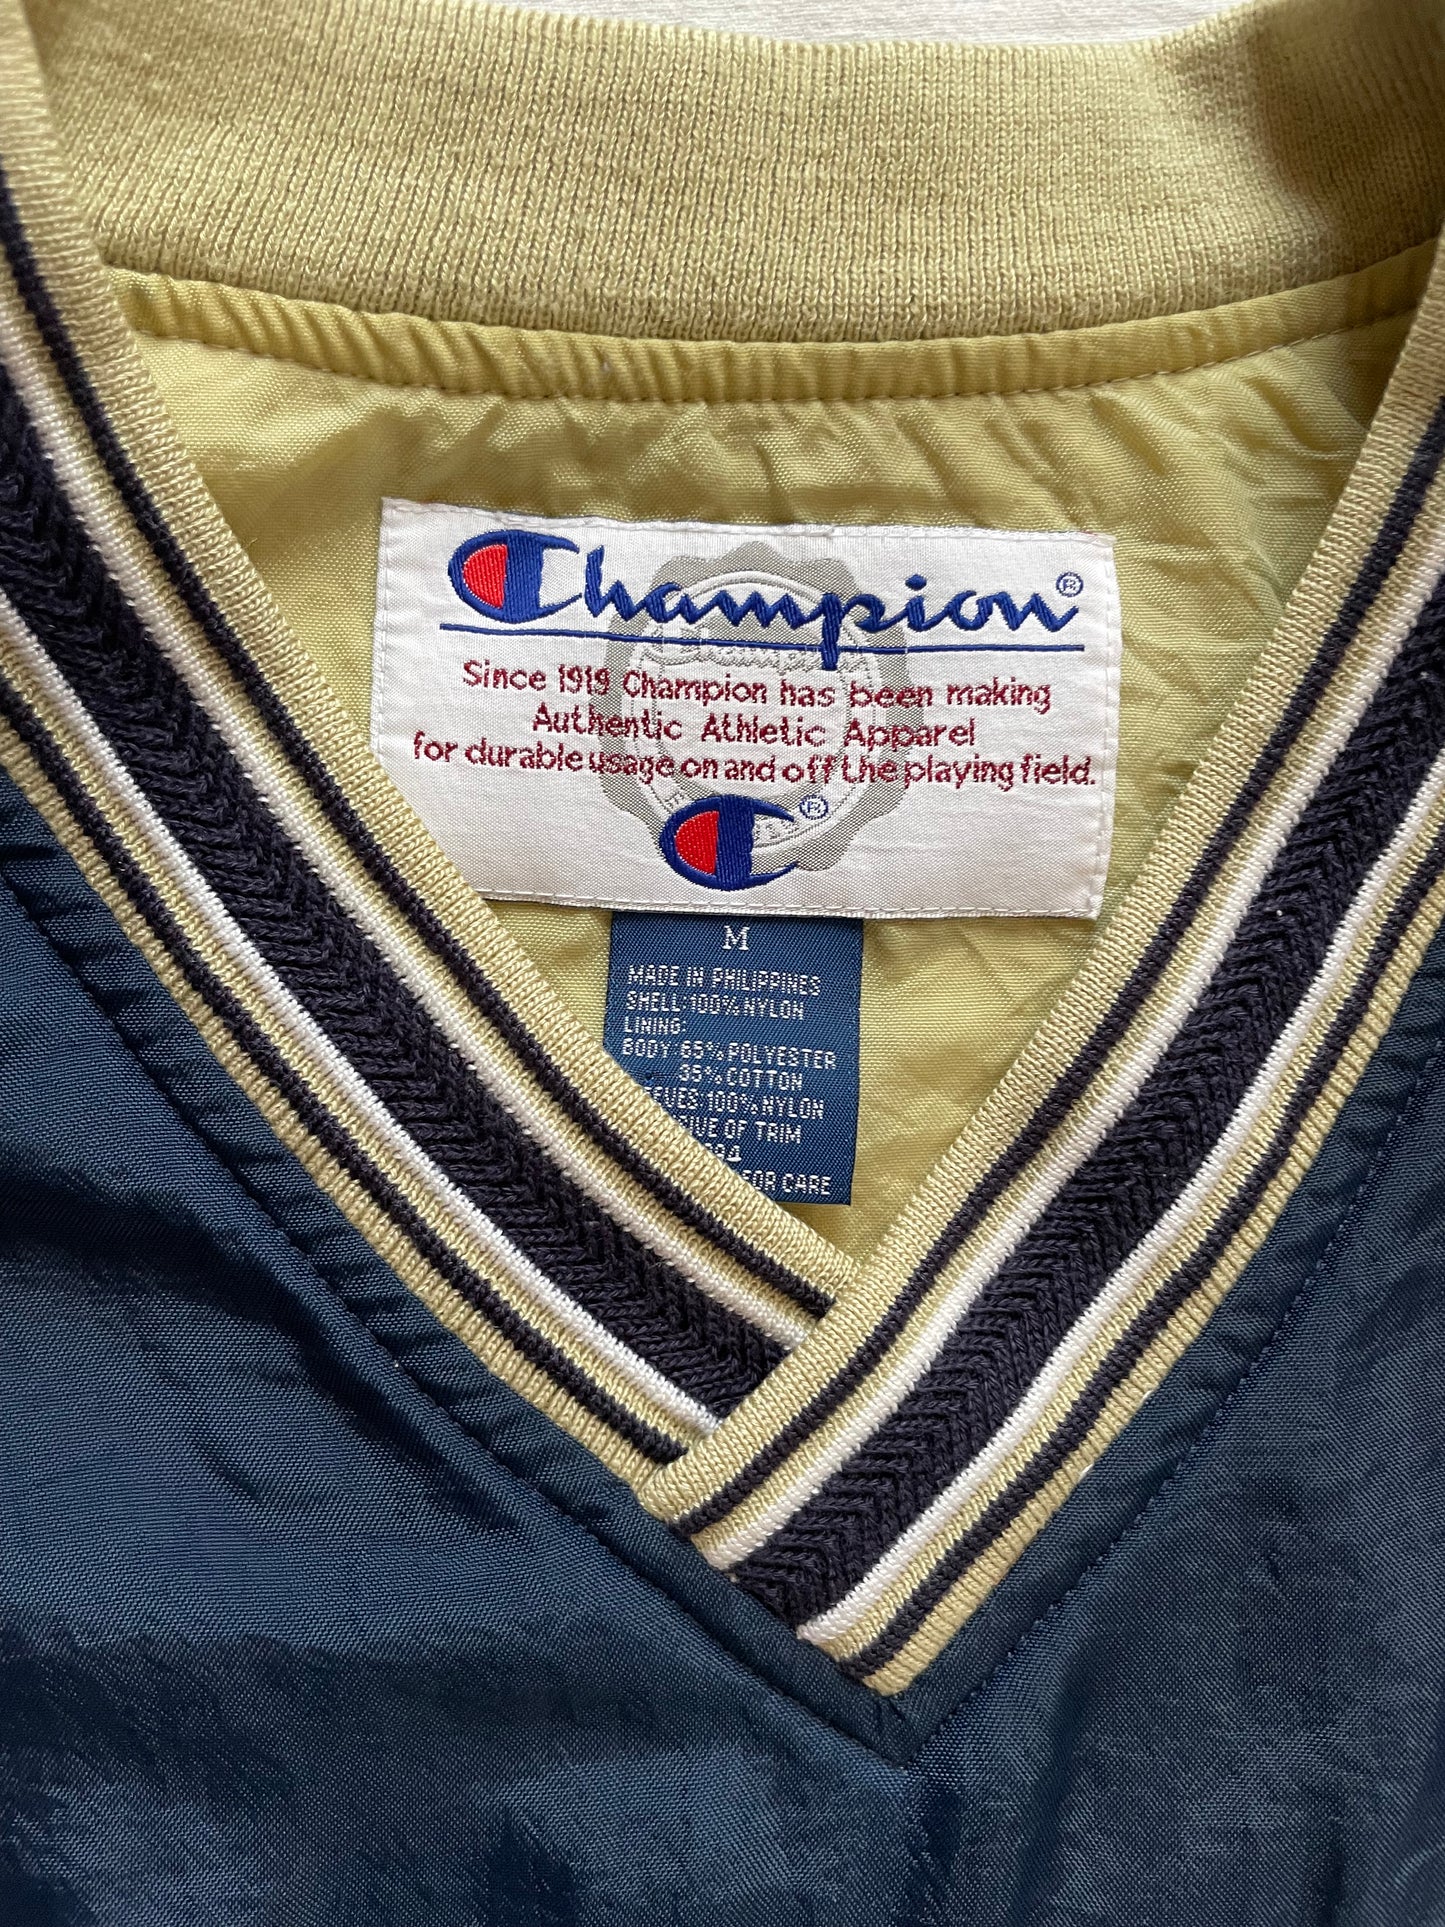 Champion®
Since 1919 Champion has been making
Authentic Athletic Apparel
for durable usage on and off the playing field.
®
M
MADE IN PHILIPPINES
SHELL: 100% NYLON
LINING:
BODY 65% POLYESTER
35% COTTON
100% NYLON
OF TRIM
FOR CARE